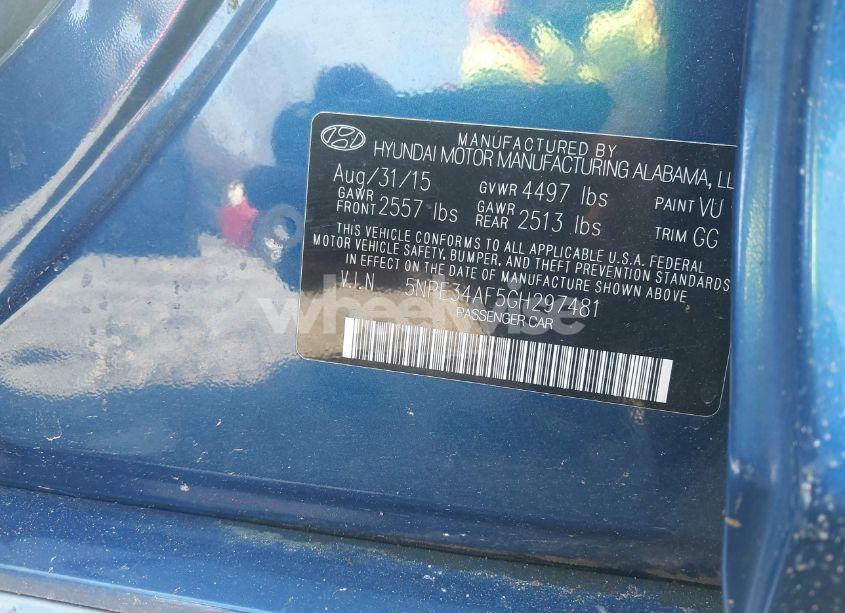 MANUFACTURED BY
HYUNDAI MOTOR MANUFACTURING ALABAMA, LL
Aug/31/15 GVWR 4497 lbs PAINT VU
GAWR FRONT 2557 lbs GAWR REAR 2513 lbs TRIM GG
THIS VEHICLE CONFORMS TO ALL APPLICABLE U.S.A. FEDERAL
MOTOR VEHICLE SAFETY, BUMPER, AND THEFT PREVENTION STANDARDS
IN EFFECT ON THE DATE OF MANUFACTURE SHOWN ABOVE.
V.I.N. 5NPE34AF5GH297481
PASSENGER CAR
wheelwise